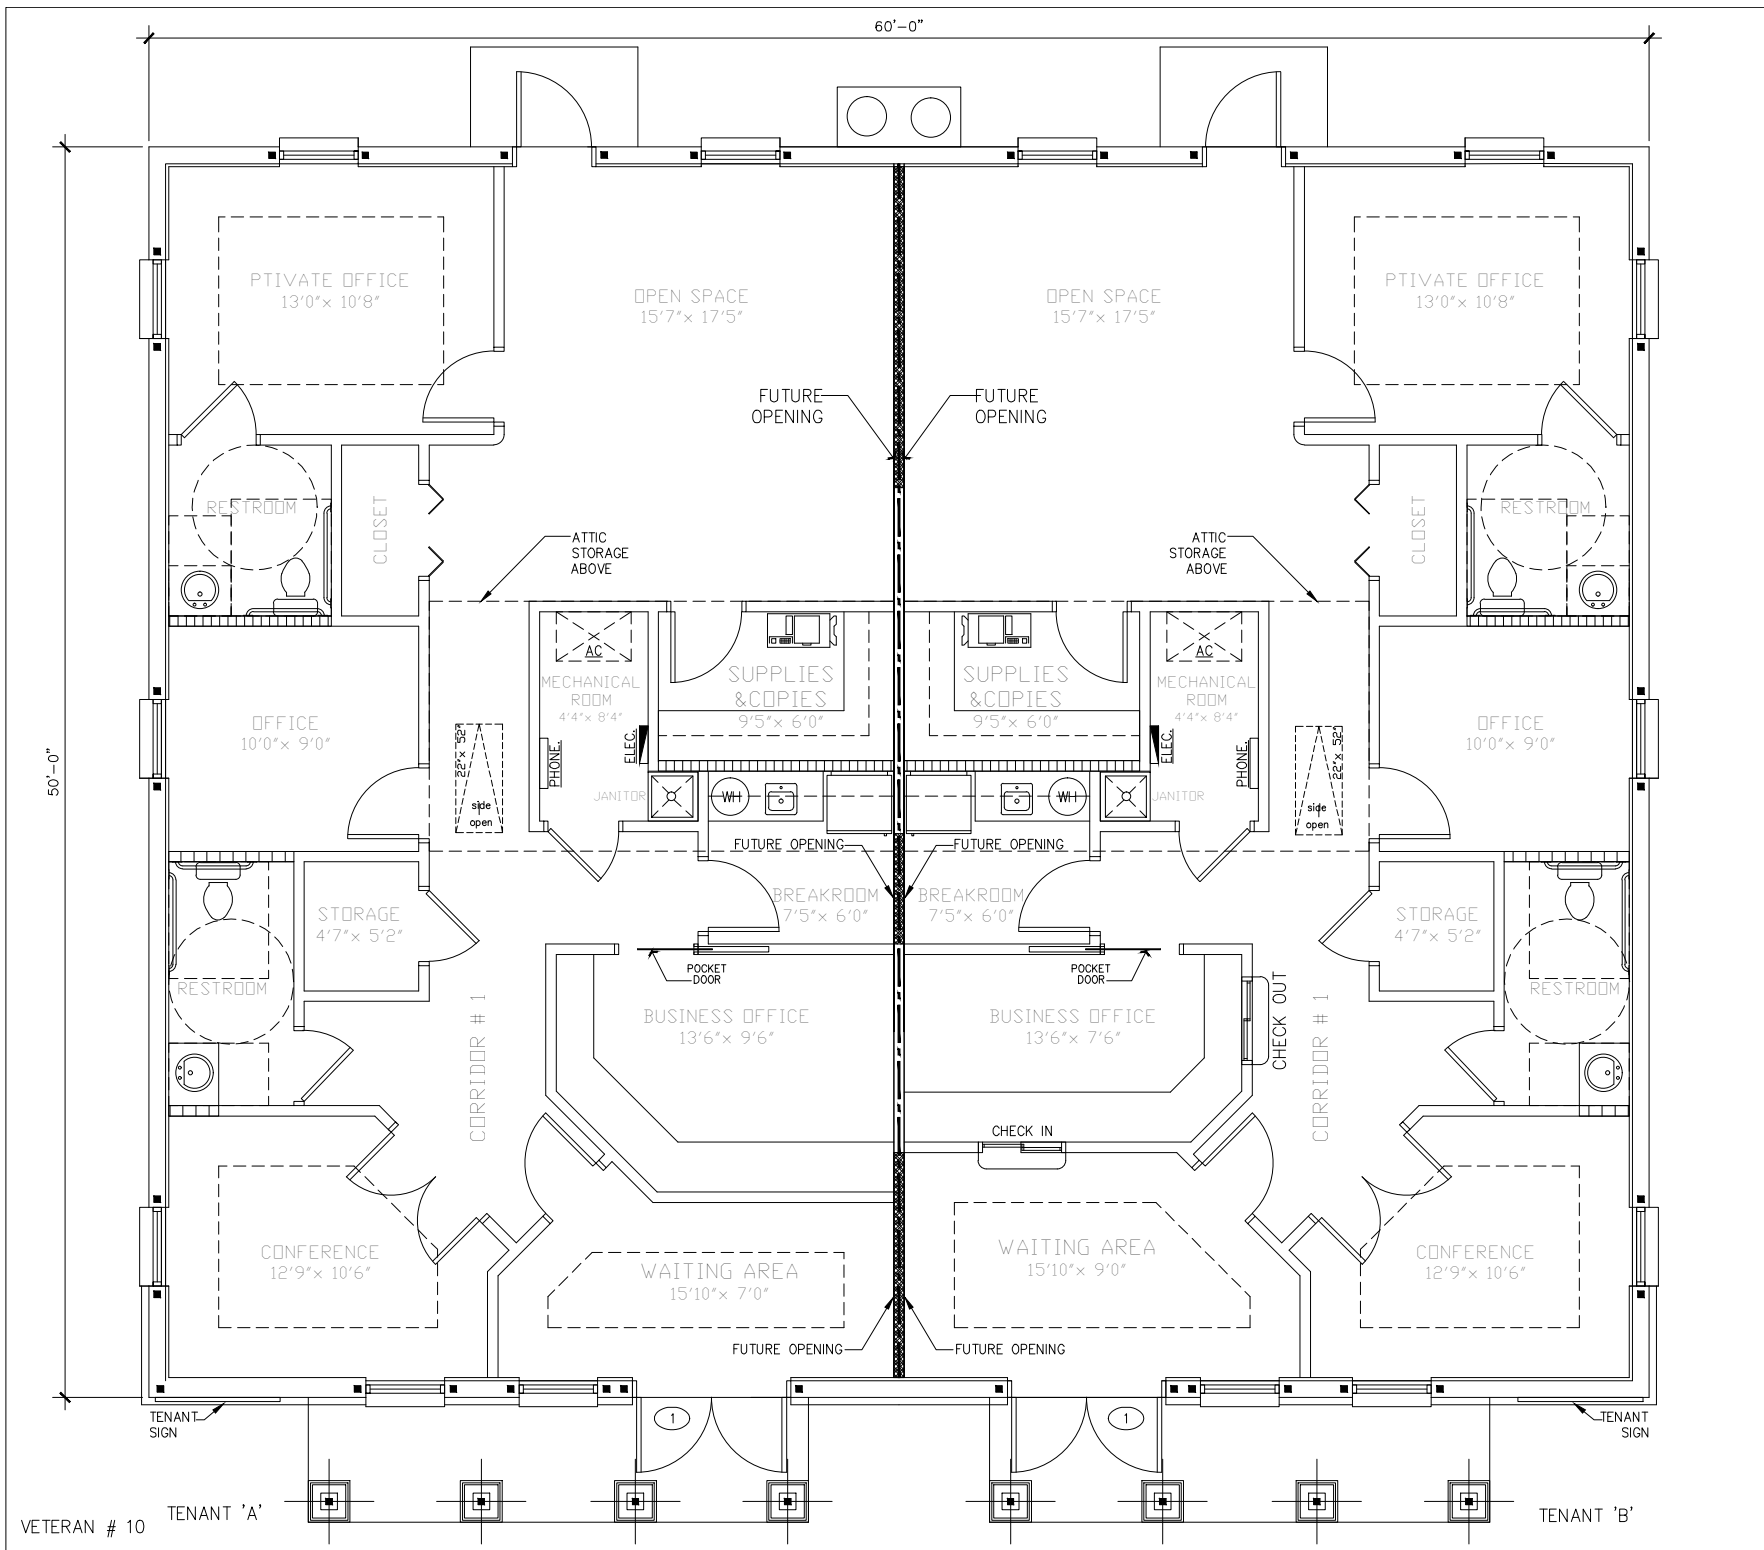 60'-0"
PTIVATE OFFICE
13'0"x 10'8"
OPEN SPACE
15'7"x 17'5"
OPEN SPACE
15'7"x 17'5"
PTIVATE OFFICE
13'0"x 10'8"
FUTURE
OPENING
FUTURE
OPENING
RESTROOM
CLOSET
ATTIC
STORAGE
ABOVE
ATTIC
STORAGE
ABOVE
CLOSET
RESTROOM
50'-0"
OFFICE
10'0"x 9'0"
22"x 52"
side
open
AC
MECHANICAL
ROOM
4'4"x 8'4"
PHONE.
ELEC.
JANITOR
SUPPLIES
&COPIES
9'5"x 6'0"
WH
SUPPLIES
&COPIES
9'5"x 6'0"
WH
AC
MECHANICAL
ROOM
4'4"x 8'4"
ELEC.
PHONE.
JANITOR
22"x 52"
side
open
OFFICE
10'0"x 9'0"
FUTURE OPENING
FUTURE OPENING
BREAKROOM
7'5"x 6'0"
BREAKROOM
7'5"x 6'0"
STORAGE
4'7"x 5'2"
STORAGE
4'7"x 5'2"
POCKET
DOOR
POCKET
DOOR
RESTROOM
CORRIDOR # 1
BUSINESS OFFICE
13'6"x 9'6"
BUSINESS OFFICE
13'6"x 7'6"
CHECK OUT
CORRIDOR # 1
RESTROOM
CHECK IN
CONFERENCE
12'9"x 10'6"
WAITING AREA
15'10"x 7'0"
WAITING AREA
15'10"x 9'0"
CONFERENCE
12'9"x 10'6"
FUTURE OPENING
FUTURE OPENING
TENANT
SIGN
1
1
TENANT
SIGN
VETERAN # 10
TENANT 'A'
TENANT 'B'